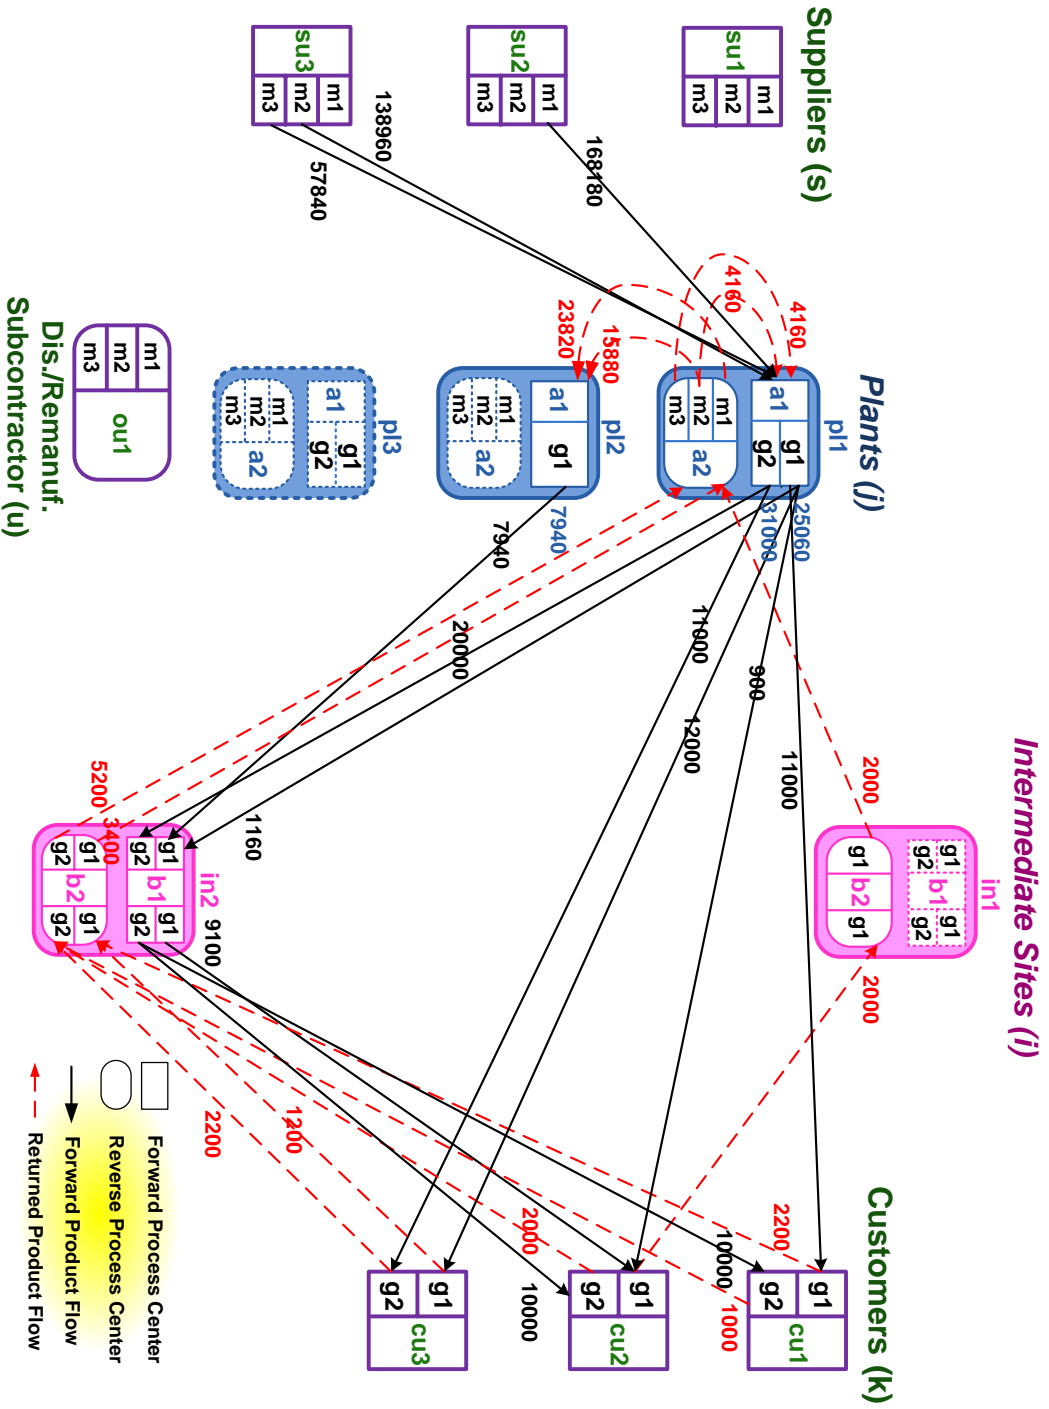 Suppliers (s)
su1
m1
m2
m3
su2
m1
m2
m3
su3
m1
m2
m3
168180
138960
57840
Plants (j)
pl1
a1
g1
g2
m1
m2
m3
a2
25060
31000
4160
4160
pl2
a1
g1
m1
m2
m3
a2
7940
23820
15880
pl3
a1
g1
g2
m1
m2
m3
a2
Dis./Remanuf.
Subcontractor (u)
m1
m2
m3
ou1
7940
20000
1160
11000
12000
900
11000
Intermediate Sites (i)
in1
g1
g2
b1
g1
g2
g1
b2
g1
2000
2000
in2
g1
g2
b1
g1
g2
g1
g2
b2
g1
g2
5200
3400
9100
Customers (k)
cu1
g1
g2
cu2
g1
g2
cu3
g1
g2
2200
10000
1000
2000
10000
1200
2200
Forward Process Center
Reverse Process Center
Forward Product Flow
Returned Product Flow